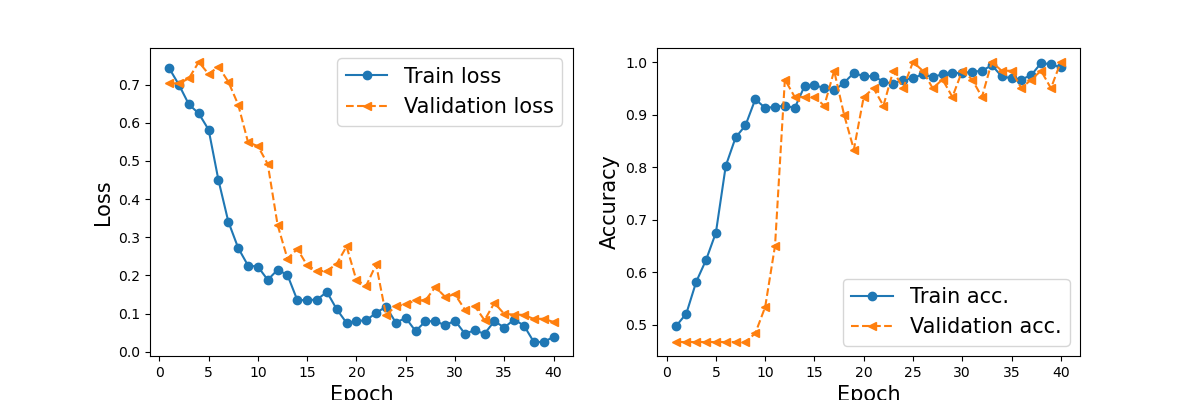 Train loss
Validation loss
0.7
0.6
0.5
0.4
0.3
0.2
0.1
0.0
Loss
0 5 10 15 20 25 30 35 40
Epoch
1.0
0.9
0.8
0.7
0.6
0.5
Accuracy
Train acc.
Validation acc.
0 5 10 15 20 25 30 35 40
Epoch